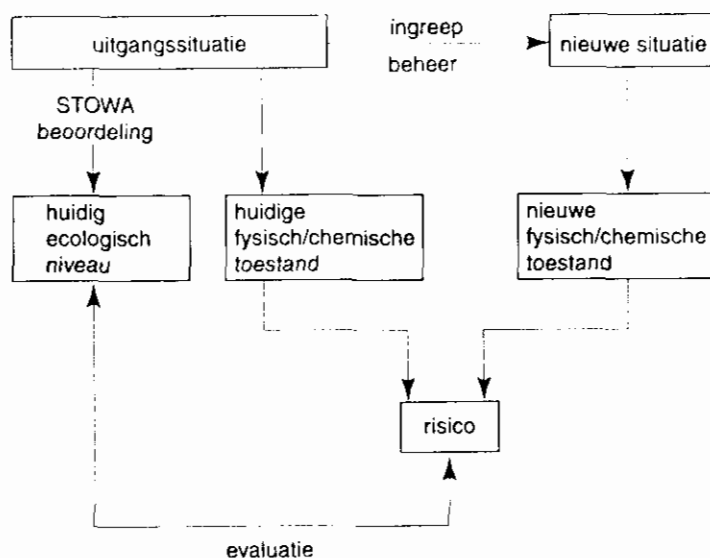 uitgangssituatie
ingreep
beheer
nieuwe situatie
STOWA
beoordeling
huidig
ecologisch
niveau
huidige
fysisch/chemische
toestand
nieuwe
fysisch/chemische
toestand
risico
evaluatie